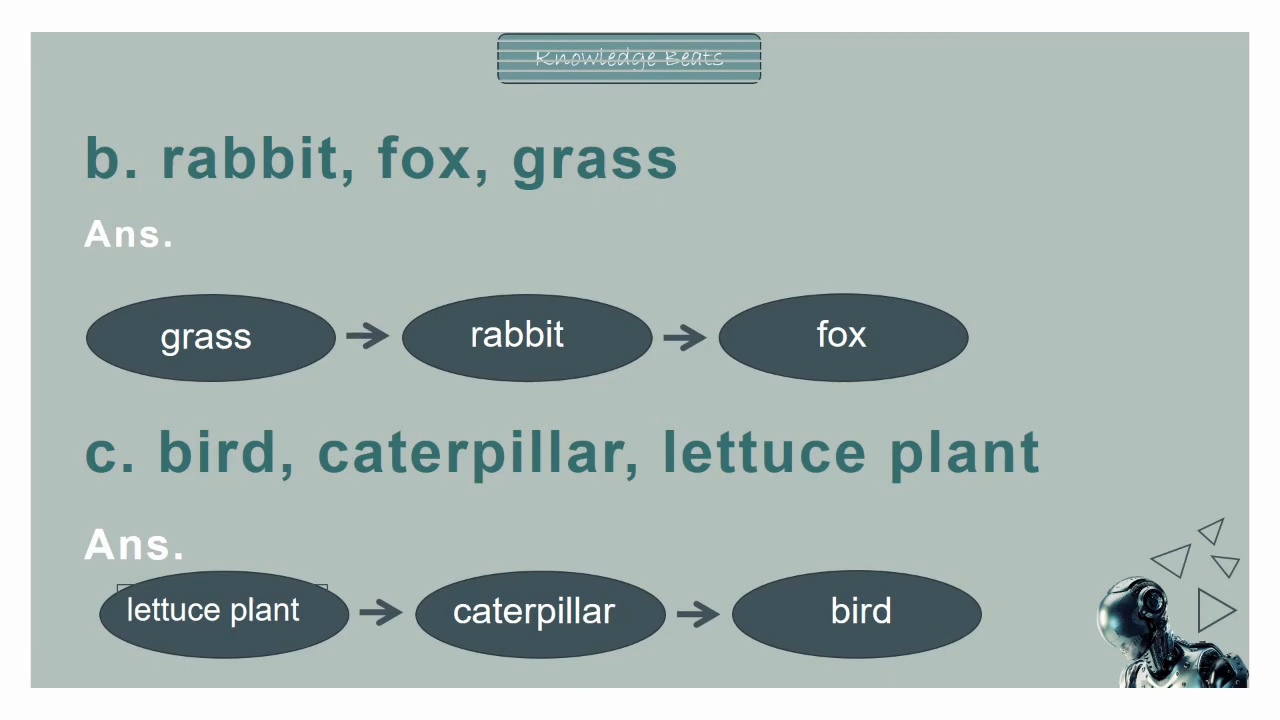 Knowledge Beats
b. rabbit, fox, grass
Ans.
grass rabbit fox
c. bird, caterpillar, lettuce plant
Ans.
lettuce plant caterpillar bird